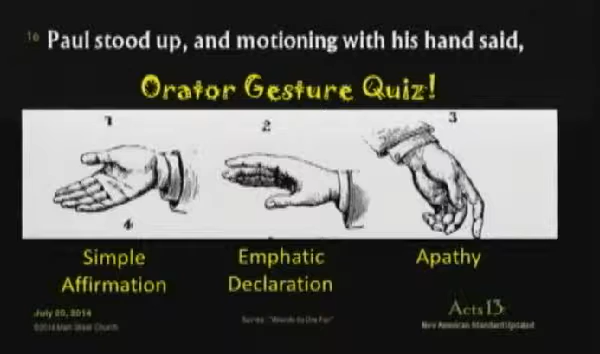 16 Paul stood up, and motioning with his hand said,
Orator Gesture Quiz!
1 2 3
4
Simple Emphatic Apathy
Affirmation Declaration
July 20, 2014
Acts 13
©2014 Main Street Church
New American Standard Updated